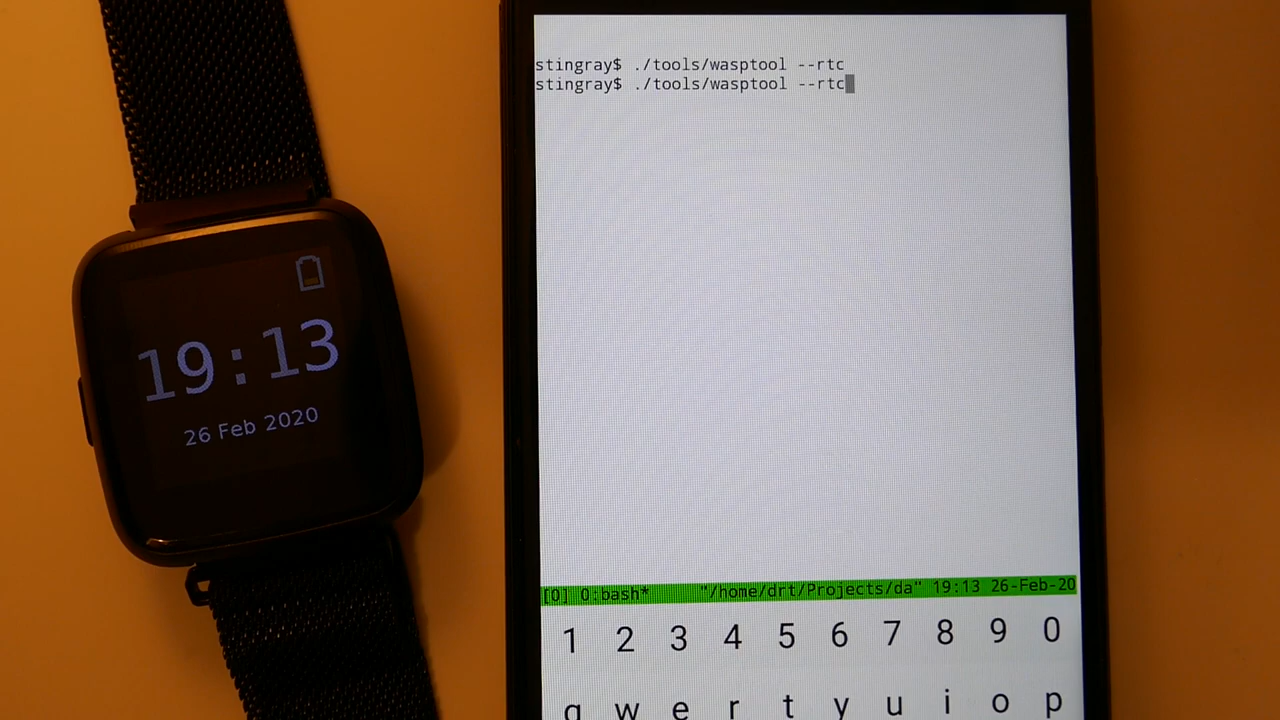 19:13
26 Feb 2020
stingray$ ./tools/wasptool --rtc
stingray$ ./tools/wasptool --rtc
[0] 0:bash* "/home/drt/Projects/da" 19:13 26-Feb-20
1 2 3 4 5 6 7 8 9 0
q w e r t y u i o p